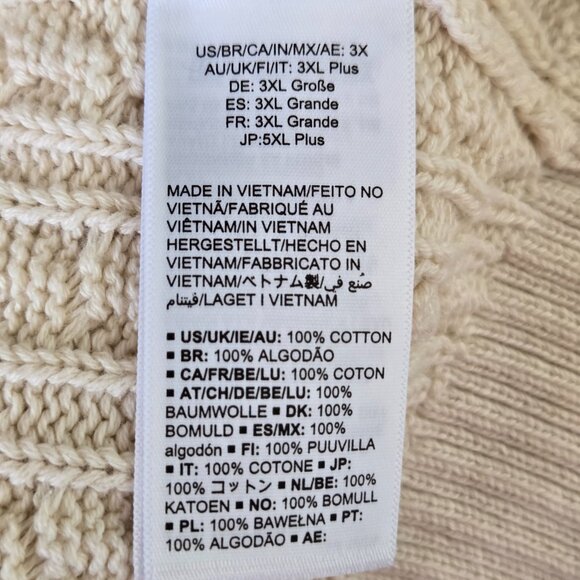 US/BR/CA/IN/MX/AE: 3X
AU/UK/FI/IT: 3XL Plus
DE: 3XL Große
ES: 3XL Grande
FR: 3XL Grande
JP:5XL Plus
MADE IN VIETNAM/FEITO NO
VIETNÃ/FABRIQUÉ AU
VIÊTNAM/IN VIETNAM
HERGESTELLT/HECHO EN
VIETNAM/FABBRICATO IN
VIETNAM/ベトナム製/صُنع في
فيتنام/LAGET I VIETNAM
▪ US/UK/IE/AU: 100% COTTON
▪ BR: 100% ALGODÃO
▪ CA/FR/BE/LU: 100% COTON
▪ AT/CH/DE/BE/LU: 100%
BAUMWOLLE ▪ DK: 100%
BOMULD ▪ ES/MX: 100%
algodón ▪ FI: 100% PUUVILLA
▪ IT: 100% COTONE ▪ JP:
100% コットン ▪ NL/BE: 100%
KATOEN ▪ NO: 100% BOMULL
▪ PL: 100% BAWEŁNA ▪ PT:
100% ALGODÃO ▪ AE: